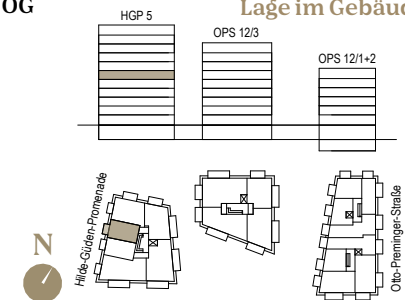 OG
Lage im Gebäud
HGP 5
OPS 12/3
OPS 12/1+2
Hilde-Güden-Promenade
Otto-Preminger-Straße
N